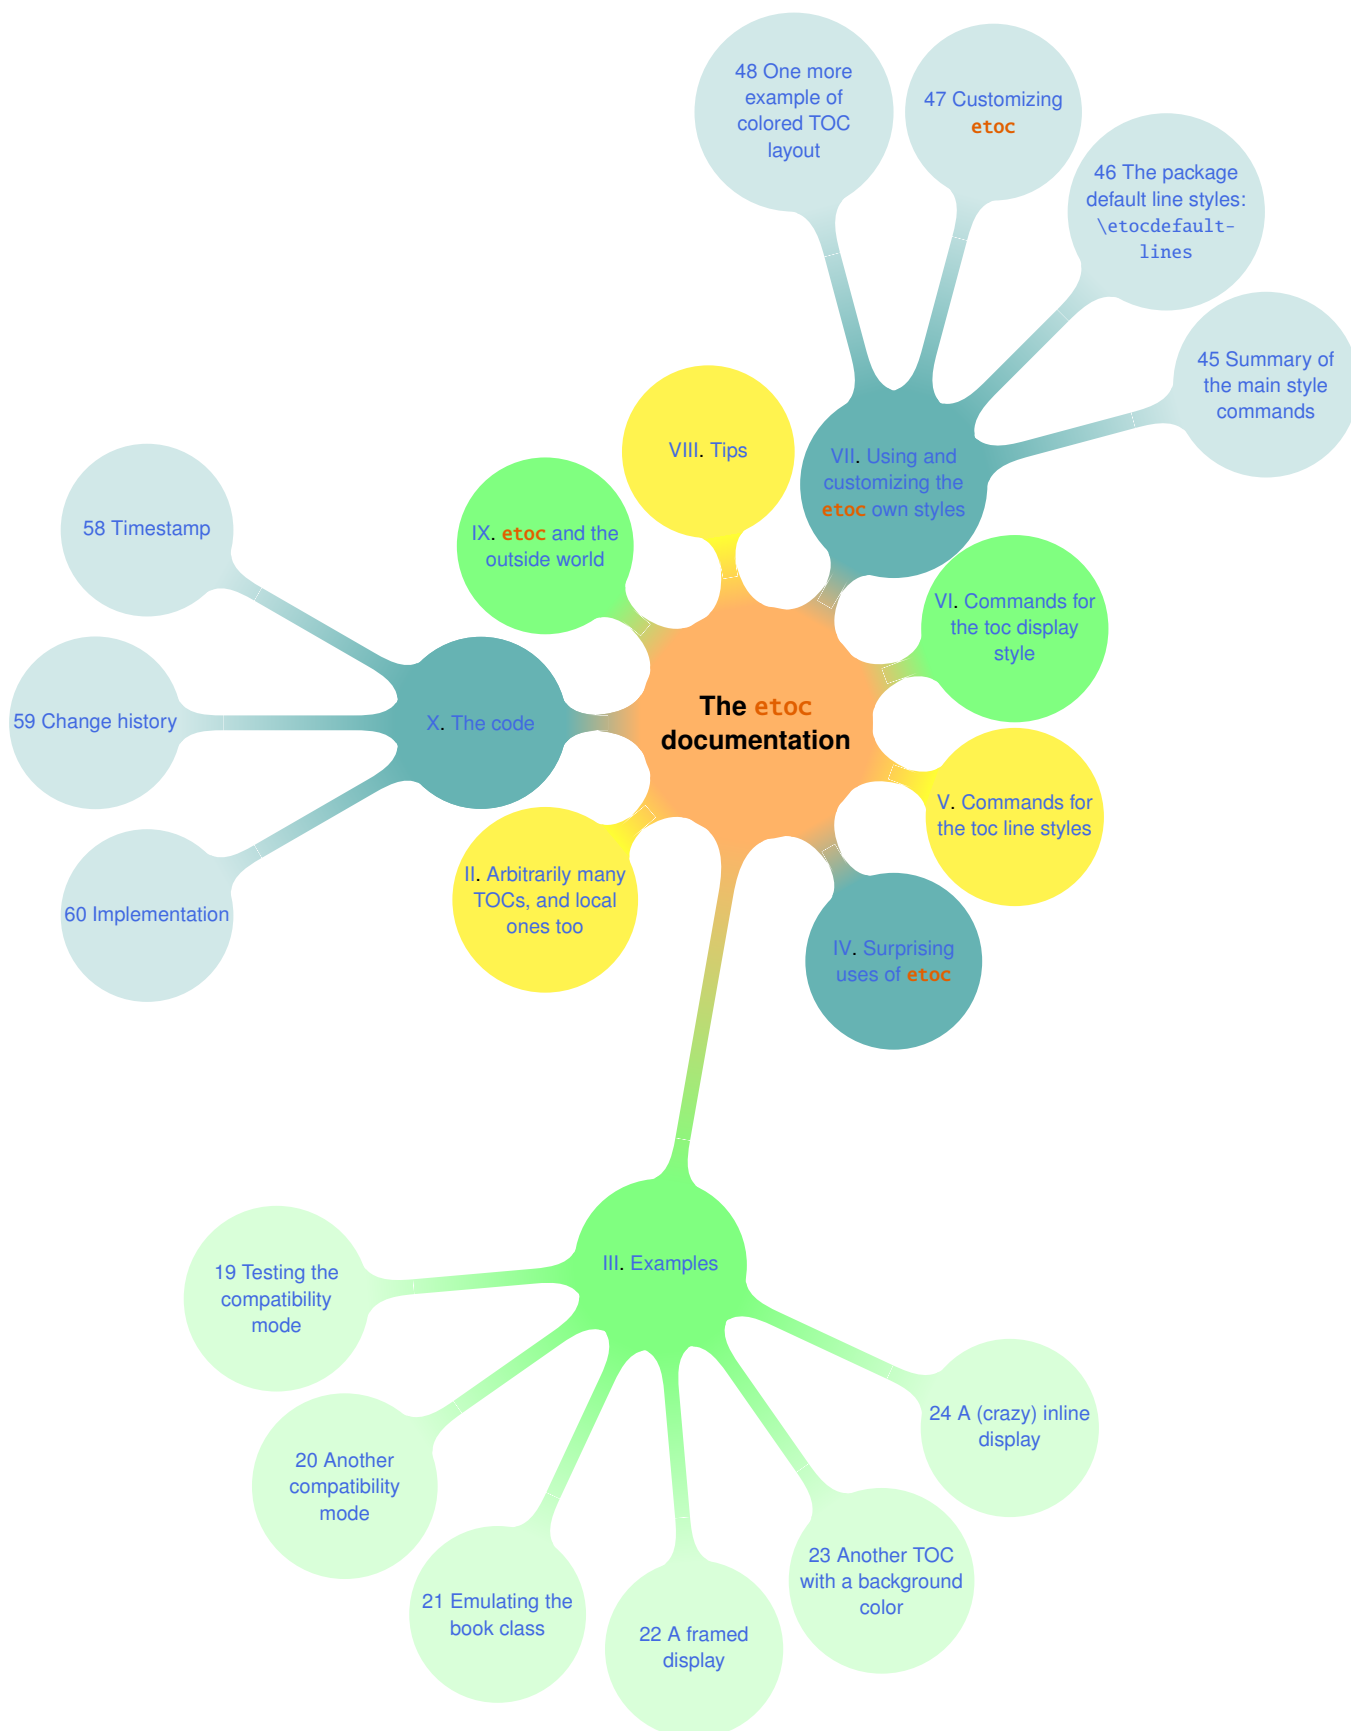 48 One more
example of
colored TOC
layout
47 Customizing
etoc
46 The package
default line styles:
\etocdefault-
lines
45 Summary of
the main style
commands
VII. Using and
customizing the
etoc own styles
VIII. Tips
IX. etoc and the
outside world
58 Timestamp
59 Change history
60 Implementation
X. The code
The etoc
documentation
VI. Commands for
the toc display
style
V. Commands for
the toc line styles
IV. Surprising
uses of etoc
II. Arbitrarily many
TOCs, and local
ones too
III. Examples
19 Testing the
compatibility
mode
20 Another
compatibility
mode
21 Emulating the
book class
22 A framed
display
23 Another TOC
with a background
color
24 A (crazy) inline
display